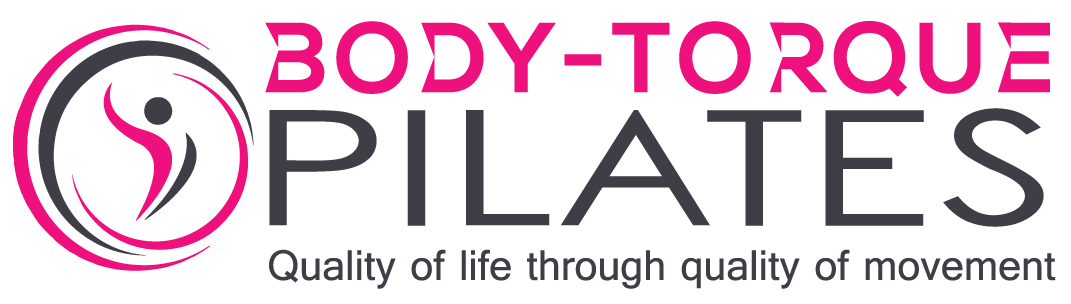 BODY-TORQUE
PILATES
Quality of life through quality of movement